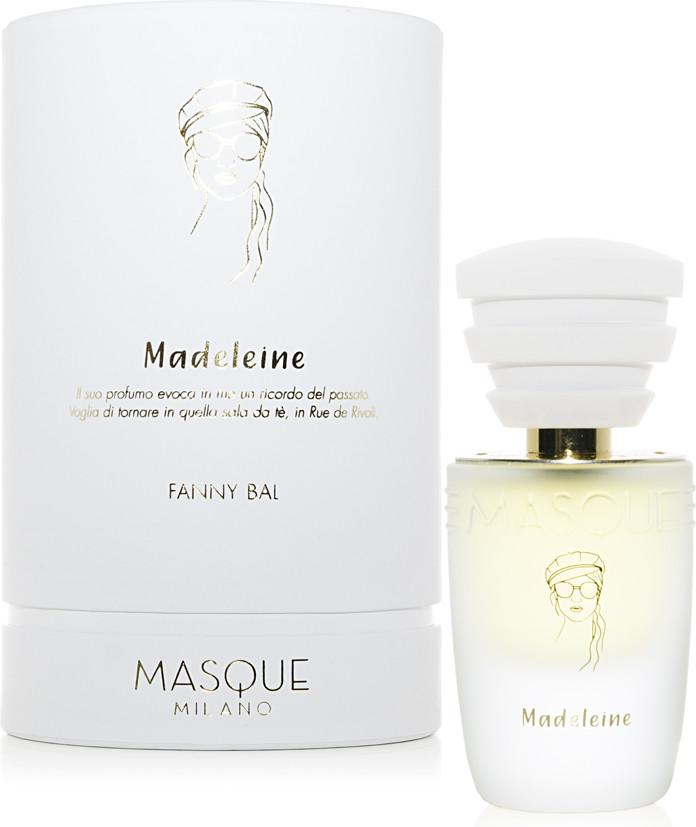 Madeleine
Il suo profumo evoca in me un ricordo del passato.
Voglia di tornare in quella sala da tè, in Rue de Rivoli.
FANNY BAL
MASQUE
MILANO
MASQUE
Madeleine